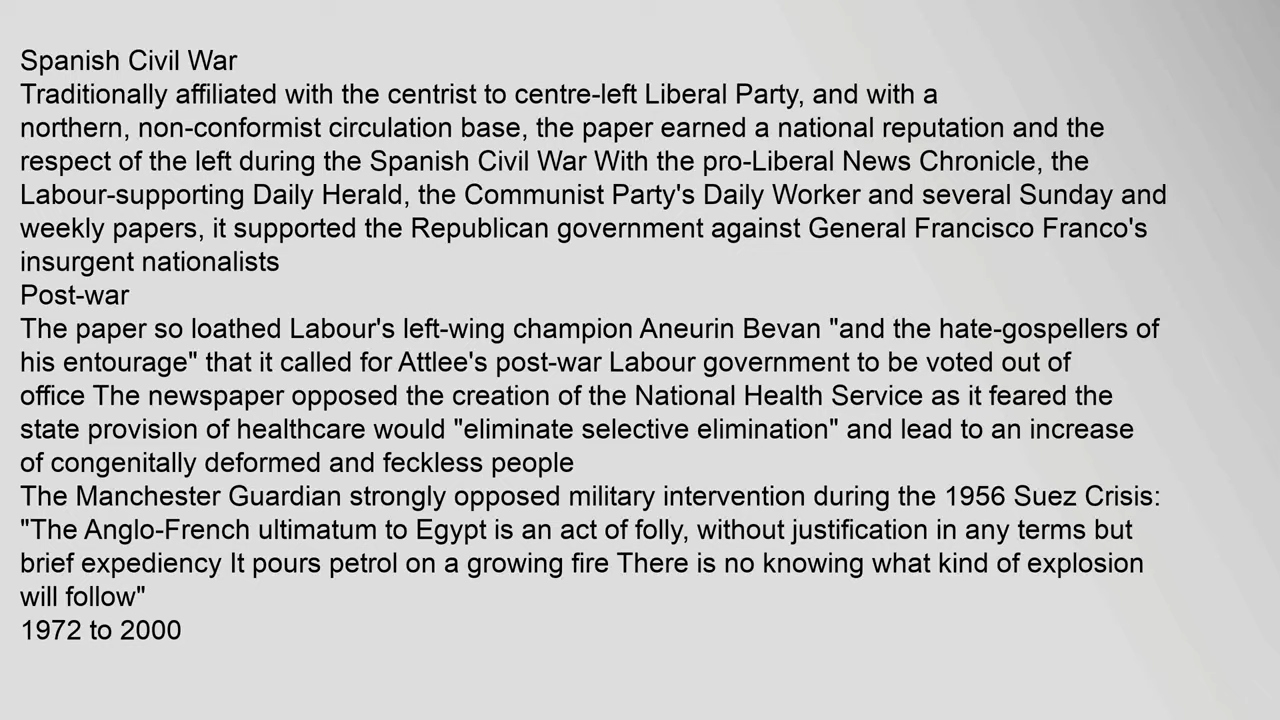 Spanish Civil War
Traditionally affiliated with the centrist to centre-left Liberal Party, and with a
northern, non-conformist circulation base, the paper earned a national reputation and the
respect of the left during the Spanish Civil War With the pro-Liberal News Chronicle, the
Labour-supporting Daily Herald, the Communist Party's Daily Worker and several Sunday and
weekly papers, it supported the Republican government against General Francisco Franco's
insurgent nationalists
Post-war
The paper so loathed Labour's left-wing champion Aneurin Bevan "and the hate-gospellers of
his entourage" that it called for Attlee's post-war Labour government to be voted out of
office The newspaper opposed the creation of the National Health Service as it feared the
state provision of healthcare would "eliminate selective elimination" and lead to an increase
of congenitally deformed and feckless people
The Manchester Guardian strongly opposed military intervention during the 1956 Suez Crisis:
"The Anglo-French ultimatum to Egypt is an act of folly, without justification in any terms but
brief expediency It pours petrol on a growing fire There is no knowing what kind of explosion
will follow"
1972 to 2000